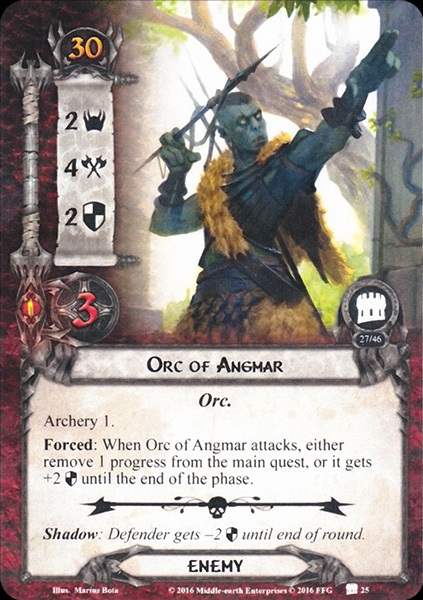 30
2
4
2
3
27/46
Orc of Angmar
Orc.
Archery 1.
Forced: When Orc of Angmar attacks, either
remove 1 progress from the main quest, or it gets
+2 until the end of the phase.
Shadow: Defender gets -2 until end of round.
ENEMY
Illus. Marius Bota © 2016 Middle-earth Enterprises © 2016 FFG 25